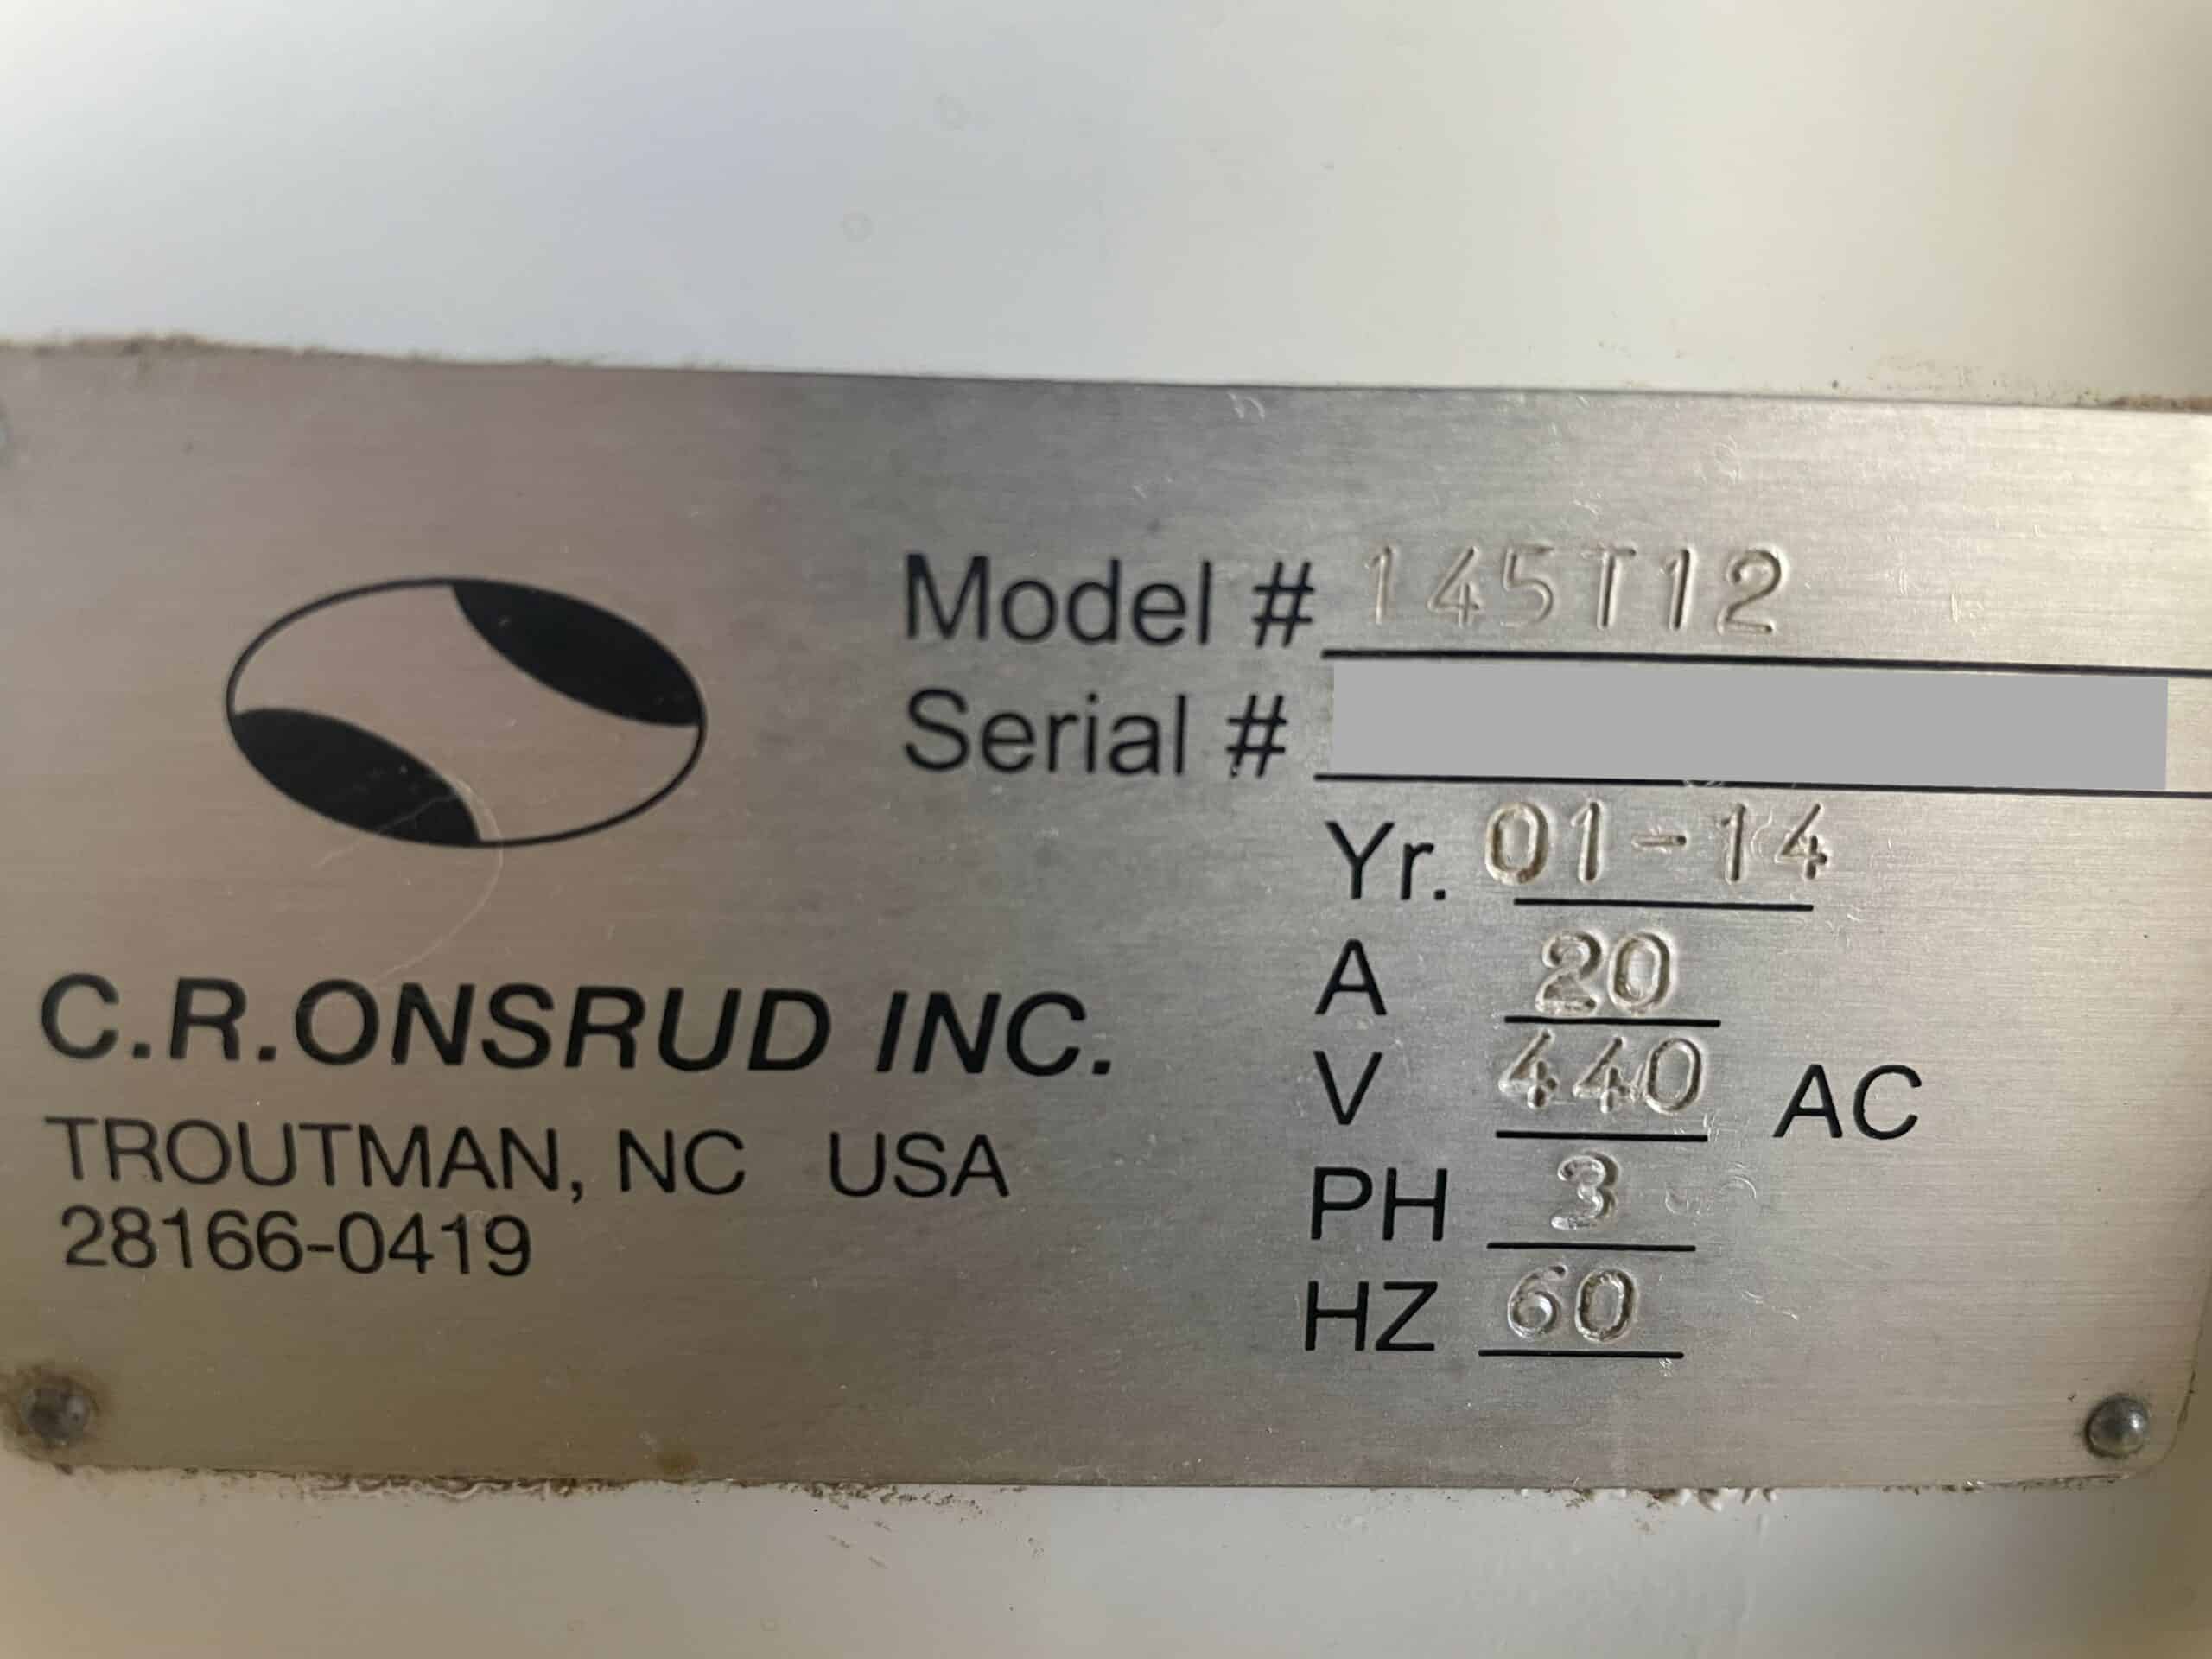 Model # 145T12
Serial #
Yr. 01-14
A 20
V 440 AC
PH 3
HZ 60
C.R.ONSRUD INC.
TROUTMAN, NC USA
28166-0419